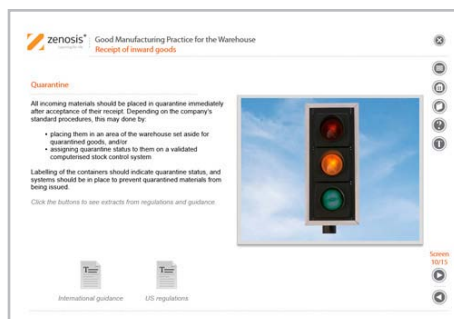 zenosis®
Good Manufacturing Practice for the Warehouse
Receipt of inward goods
Quarantine
All incoming materials should be placed in quarantine immediately
after acceptance of their receipt. Depending on the company's
standard procedures, this may done by:
• placing them in an area of the warehouse set aside for
quarantined goods, and/or
• assigning quarantine status to them on a validated
computerised stock control system
Labelling of the containers should indicate quarantine status, and
systems should be in place to prevent quarantined materials from
being issued.
Click the buttons to see extracts from regulations and guidance.
International guidance
US regulations
Screen
10/15